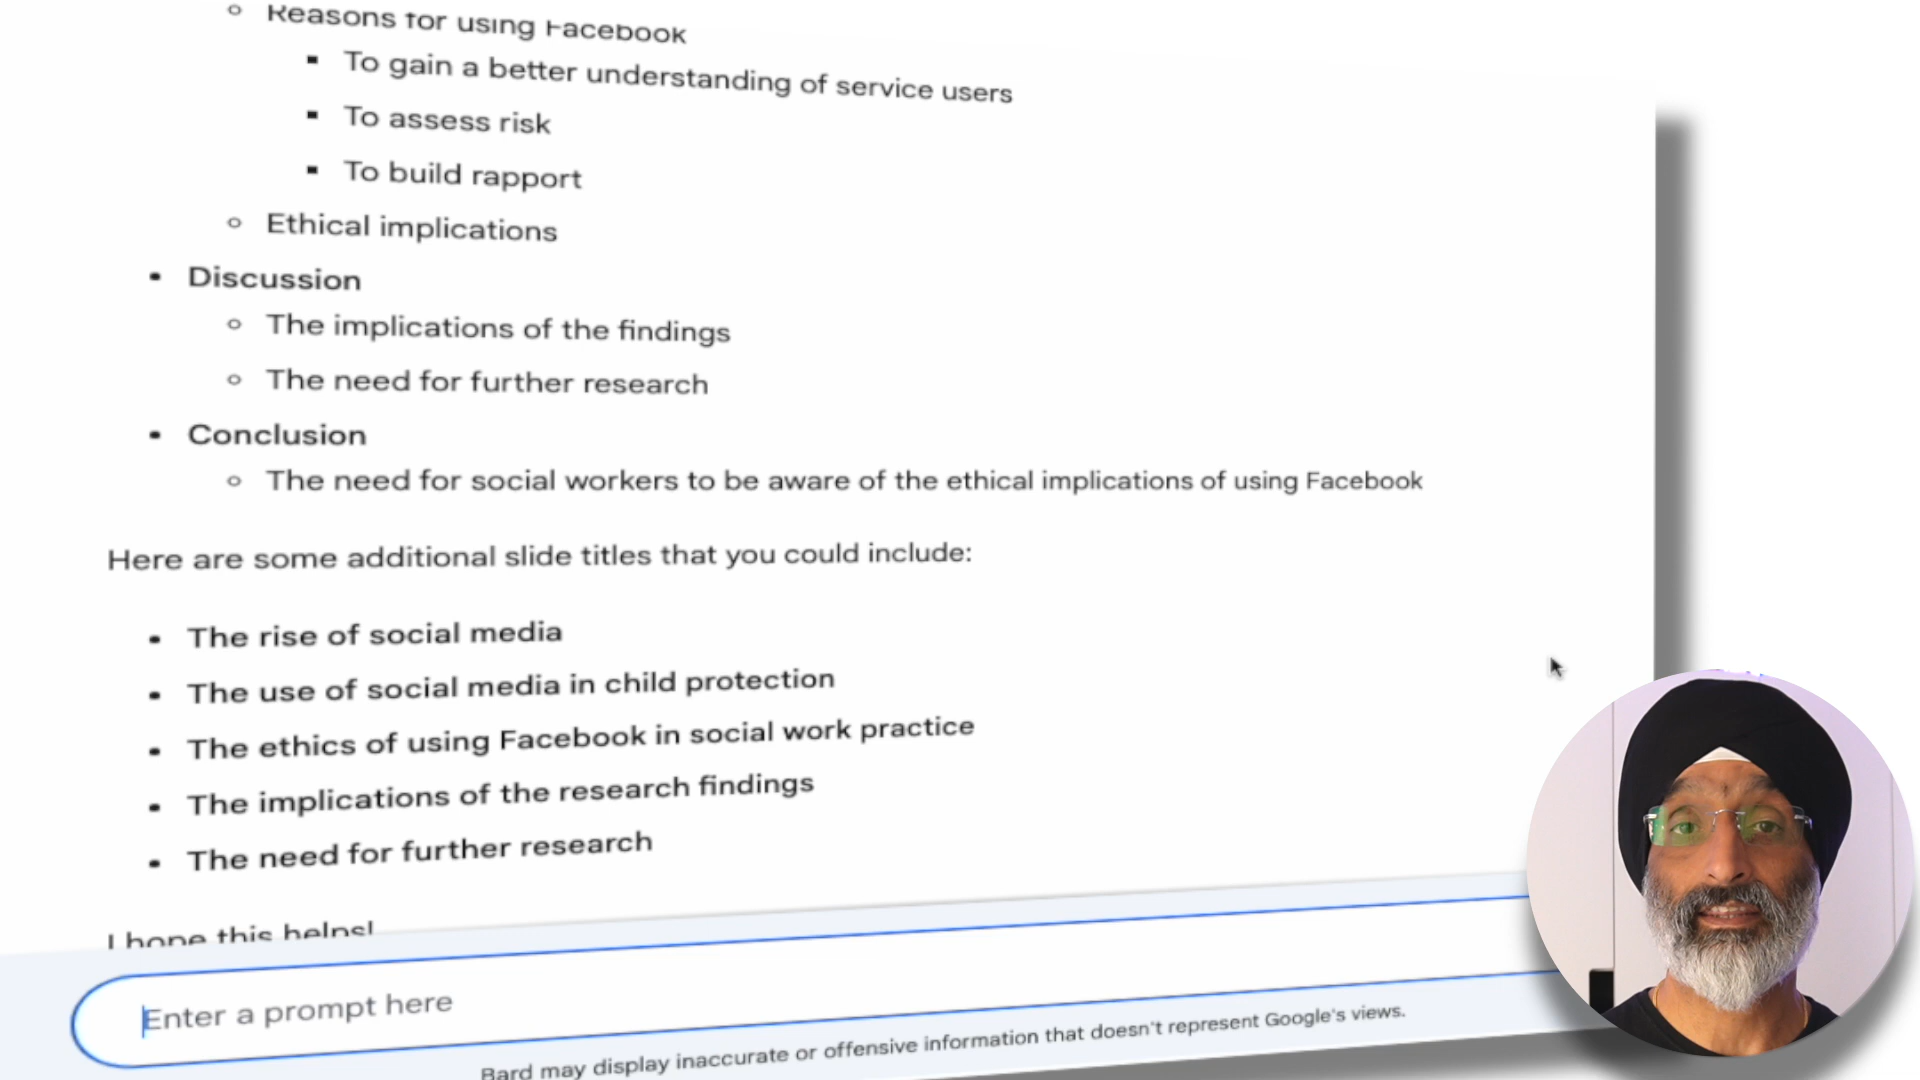 Reasons for using Facebook
To gain a better understanding of service users
To assess risk
To build rapport
Ethical implications
Discussion
The implications of the findings
The need for further research
Conclusion
The need for social workers to be aware of the ethical implications of using Facebook
Here are some additional slide titles that you could include:
The rise of social media
The use of social media in child protection
The ethics of using Facebook in social work practice
The implications of the research findings
The need for further research
I hope this helps!
Enter a prompt here
Bard may display inaccurate or offensive information that doesn't represent Google's views.